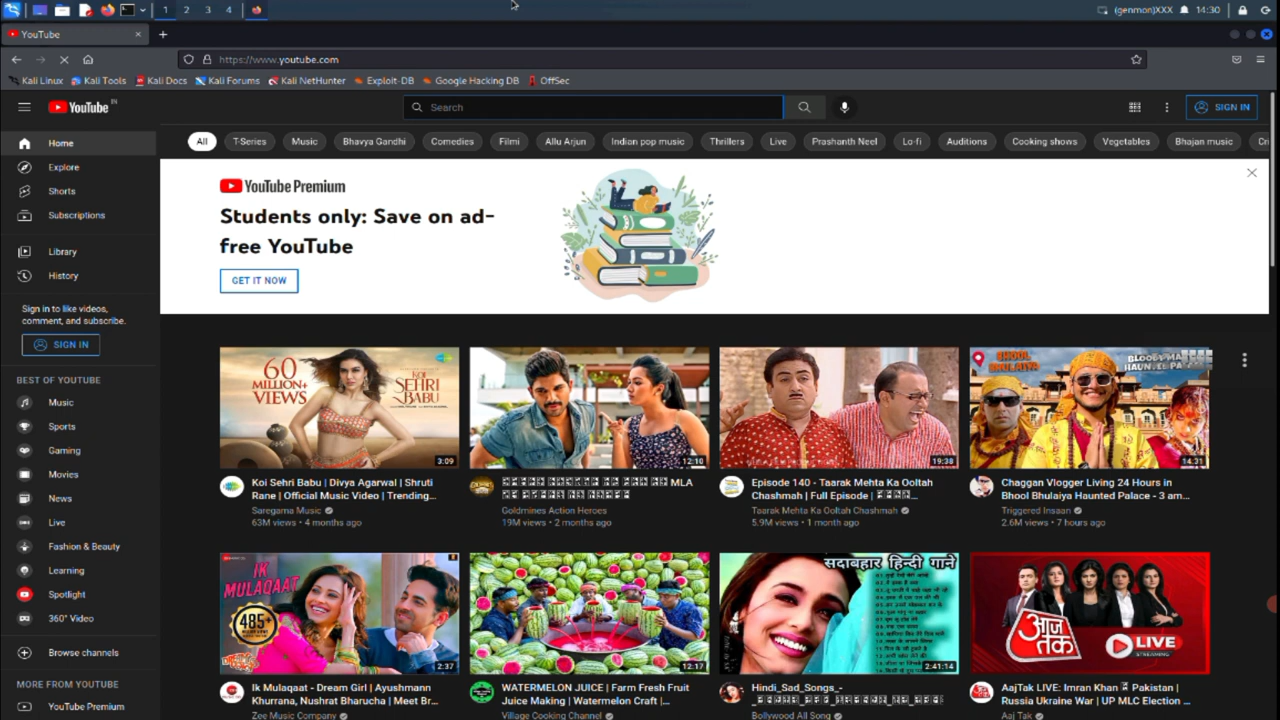 1 2 3 4
(genmon)XXX 14:30
YouTube
https://www.youtube.com
Kali Linux Kali Tools Kali Docs Kali Forums Kali NetHunter Exploit-DB Google Hacking DB OffSec
YouTube IN
Search
SIGN IN
Home
Explore
Shorts
Subscriptions
Library
History
Sign in to like videos,
comment, and subscribe.
SIGN IN
BEST OF YOUTUBE
Music
Sports
Gaming
Movies
News
Live
Fashion & Beauty
Learning
Spotlight
360° Video
Browse channels
MORE FROM YOUTUBE
YouTube Premium
All T-Series Music Bhavya Gandhi Comedies Filmi Allu Arjun Indian pop music Thrillers Live Prashanth Neel Lo-fi Auditions Cooking shows Vegetables Bhajan music
YouTube Premium
Students only: Save on ad-
free YouTube
GET IT NOW
60
MILLION+
VIEWS
KOI
SEHRI
BABU
3:09
Koi Sehri Babu | Divya Agarwal | Shruti
Rane | Official Music Video | Trending...
Saregama Music
63M views • 4 months ago
12:10
MLA
Goldmines Action Heroes
19M views • 2 months ago
19:38
Episode 140 - Taarak Mehta Ka Ooltah
Chashmah | Full Episode |
Taarak Mehta Ka Ooltah Chashmah
5.9M views • 1 month ago
BHOOL
BHULAIYA
14:31
Chaggan Vlogger Living 24 Hours in
Bhool Bhulaiya Haunted Palace - 3 am...
Triggered Insaan
2.6M views • 7 hours ago
IK
MULAQAAT
485+
2:37
Ik Mulaqaat - Dream Girl | Ayushmann
Khurrana, Nushrat Bharucha | Meet Br...
Zee Music Company
12:17
WATERMELON JUICE | Farm Fresh Fruit
Juice Making | Watermelon Craft |...
Village Cooking Channel
सदाबहार हिन्दी गाने
2:41:14
Hindi_Sad_Songs_-
Bollywood All Song
आज
तक
LIVE
STREAMING
AajTak LIVE: Imran Khan Pakistan |
Russia Ukraine War | UP MLC Election ...
Aaj Tak